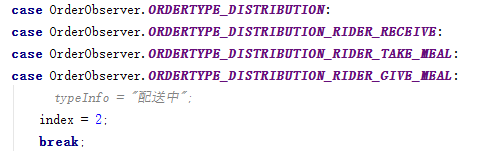 case OrderObserver.ORDERTYPE_DISTRIBUTION:
case OrderObserver.ORDERTYPE_DISTRIBUTION_RIDER_RECEIVE:
case OrderObserver.ORDERTYPE_DISTRIBUTION_RIDER_TAKE_MEAL:
case OrderObserver.ORDERTYPE_DISTRIBUTION_RIDER_GIVE_MEAL:
typeInfo = "配送中";
index = 2;
break;